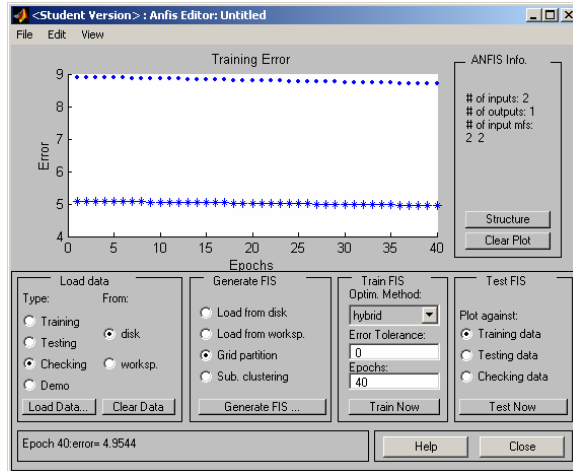 <Student Version> : Anfis Editor: Untitled
File Edit View
Training Error
9
8
7
6
5
4
Error
0 5 10 15 20 25 30 35 40
Epochs
ANFIS Info.
# of inputs: 2
# of outputs: 1
# of input mfs:
2 2
Structure
Clear Plot
Load data
Type: From:
Training
Testing
Checking
Demo
disk
worksp.
Load Data... Clear Data
Generate FIS
Load from disk
Load from worksp.
Grid partition
Sub. clustering
Generate FIS ...
Train FIS
Optim. Method:
hybrid
Error Tolerance:
0
Epochs:
40
Train Now
Test FIS
Plot against:
Training data
Testing data
Checking data
Test Now
Epoch 40:error= 4.9544
Help Close